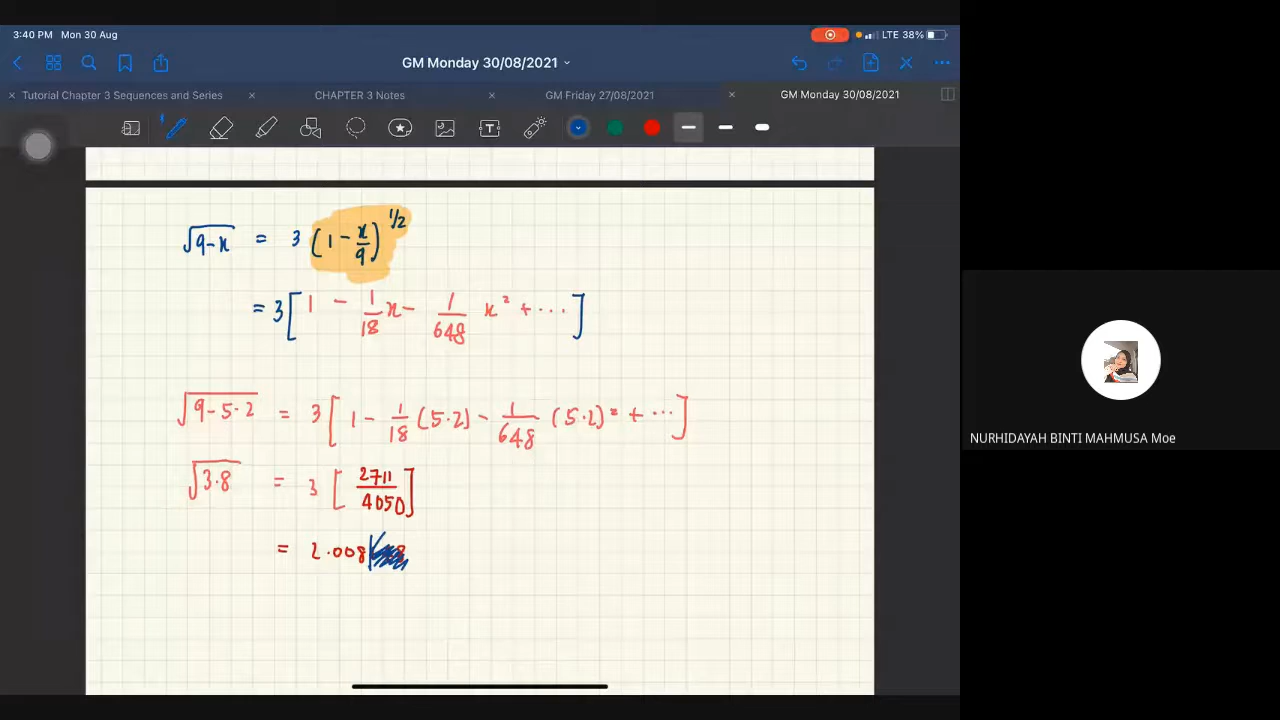 3:40 PM Mon 30 Aug
LTE 38%
GM Monday 30/08/2021
Tutorial Chapter 3 Sequences and Series
CHAPTER 3 Notes
GM Friday 27/08/2021
GM Monday 30/08/2021
√(9-x) = 3 (1 - x/9)^1/2
= 3 [ 1 - 1/18 x - 1/648 x² + ... ]
√(9-5·2) = 3 [ 1 - 1/18 (5·2) - 1/648 (5·2)² + ... ]
√3·8 = 3 [ 2711/4050 ]
= 2·008
NURHIDAYAH BINTI MAHMUSA Moe